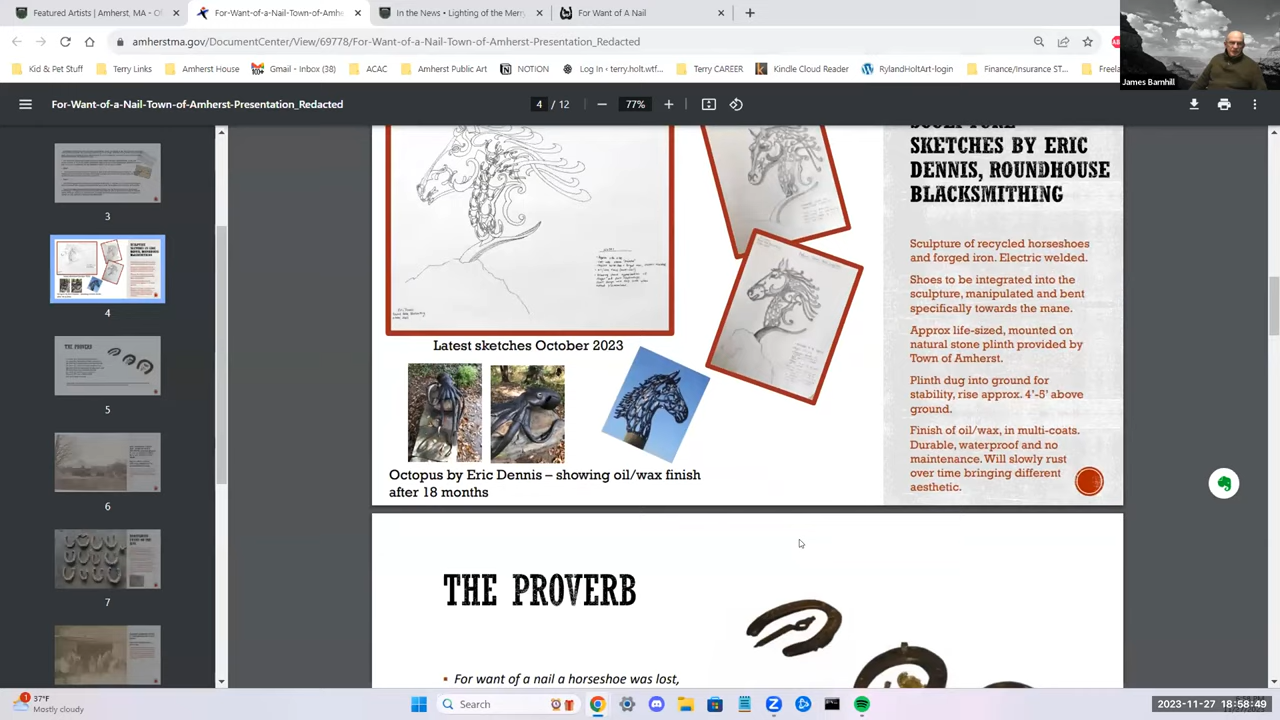 Featured Artists | Amherst, MA - O
For-Want-of-a-Nail-Town-of-Amhe
In the News • Lighting of the Merr
For Want of A Nail
amherstma.gov/DocumentCenter/View/69778/For-Want-of-a-Nail-Town-of-Amherst-Presentation_Redacted
Kid & Pet Stuff
Terry Links
Amherst House
Gmail - Inbox (38)
ACAC
Amherst Public Art
NOTION
Log In ‹ terry.holt.wtf...
Terry CAREER
Kindle Cloud Reader
RylandHoltArt-login
Finance/Insurance ST...
Freela
James Barnhill
For-Want-of-a-Nail-Town-of-Amherst-Presentation_Redacted
4 / 12
77%
3
4
5
6
7
SCULPTURE
SKETCHES BY ERIC
DENNIS, ROUNDHOUSE
BLACKSMITHING
Sculpture of recycled horseshoes
and forged iron. Electric welded.
Shoes to be integrated into the
sculpture, manipulated and bent
specifically towards the mane.
Approx life-sized, mounted on
natural stone plinth provided by
Town of Amherst.
Plinth dug into ground for
stability, rise approx. 4'-5' above
ground.
Finish of oil/wax, in multi-coats.
Durable, waterproof and no
maintenance. Will slowly rust
over time bringing different
aesthetic.
Latest sketches October 2023
Octopus by Eric Dennis – showing oil/wax finish
after 18 months
THE PROVERB
▪ For want of a nail a horseshoe was lost,
1
37°F
Mostly cloudy
Search
2023-11-27 18:58:49